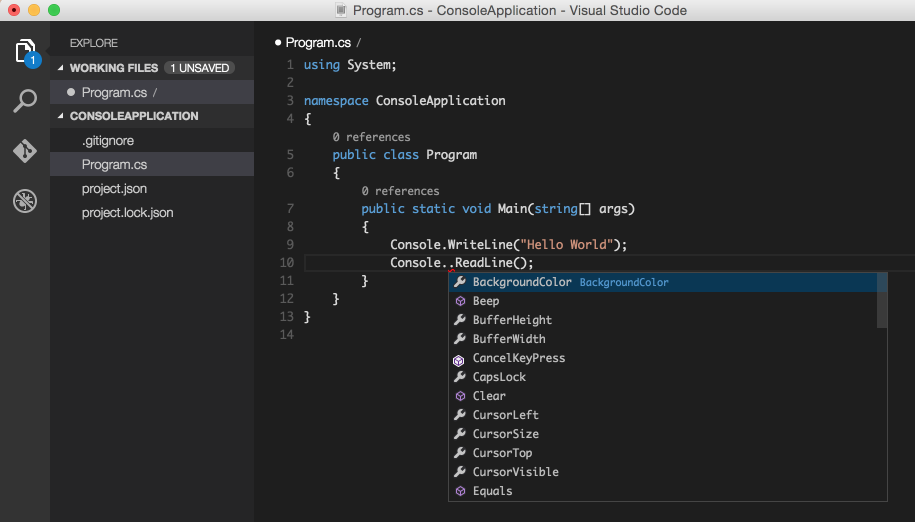 Program.cs - ConsoleApplication - Visual Studio Code
1
EXPLORE
WORKING FILES 1 UNSAVED
Program.cs /
CONSOLEAPPLICATION
.gitignore
Program.cs
project.json
project.lock.json
Program.cs /
1 using System;
2
3 namespace ConsoleApplication
4 {
0 references
5 public class Program
6 {
0 references
7 public static void Main(string[] args)
8 {
9 Console.WriteLine("Hello World");
10 Console..ReadLine();
11 }
12 }
13 }
14
BackgroundColor BackgroundColor
Beep
BufferHeight
BufferWidth
CancelKeyPress
CapsLock
Clear
CursorLeft
CursorSize
CursorTop
CursorVisible
Equals